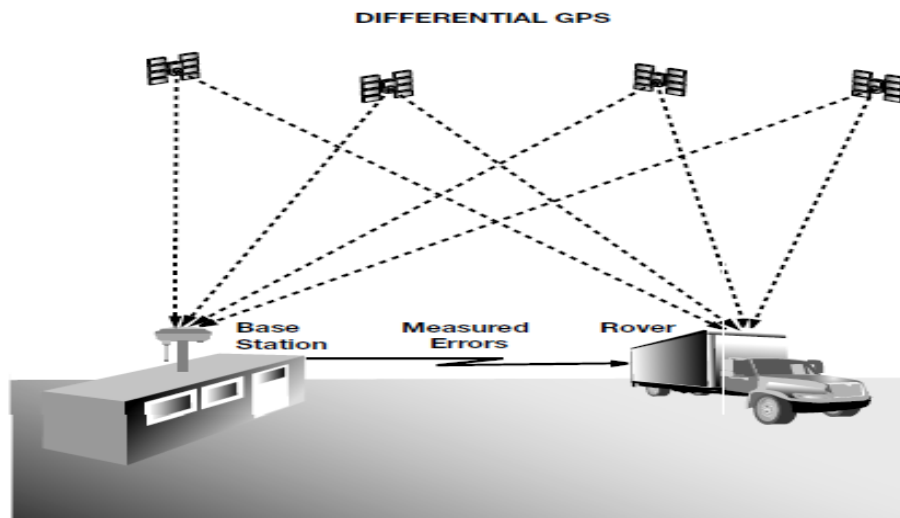 DIFFERENTIAL GPS
Base
Station
Measured
Errors
Rover